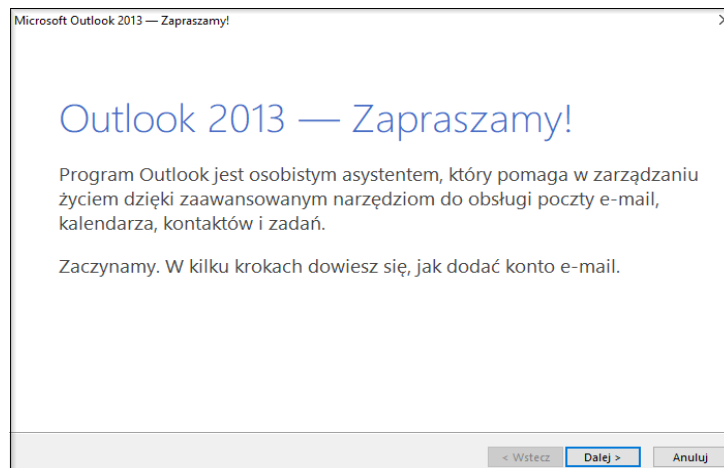 Microsoft Outlook 2013 — Zapraszamy!
Outlook 2013 — Zapraszamy!
Program Outlook jest osobistym asystentem, który pomaga w zarządzaniu
życiem dzięki zaawansowanym narzędziom do obsługi poczty e-mail,
kalendarza, kontaktów i zadań.
Zaczynamy. W kilku krokach dowiesz się, jak dodać konto e-mail.
< Wstecz Dalej > Anuluj